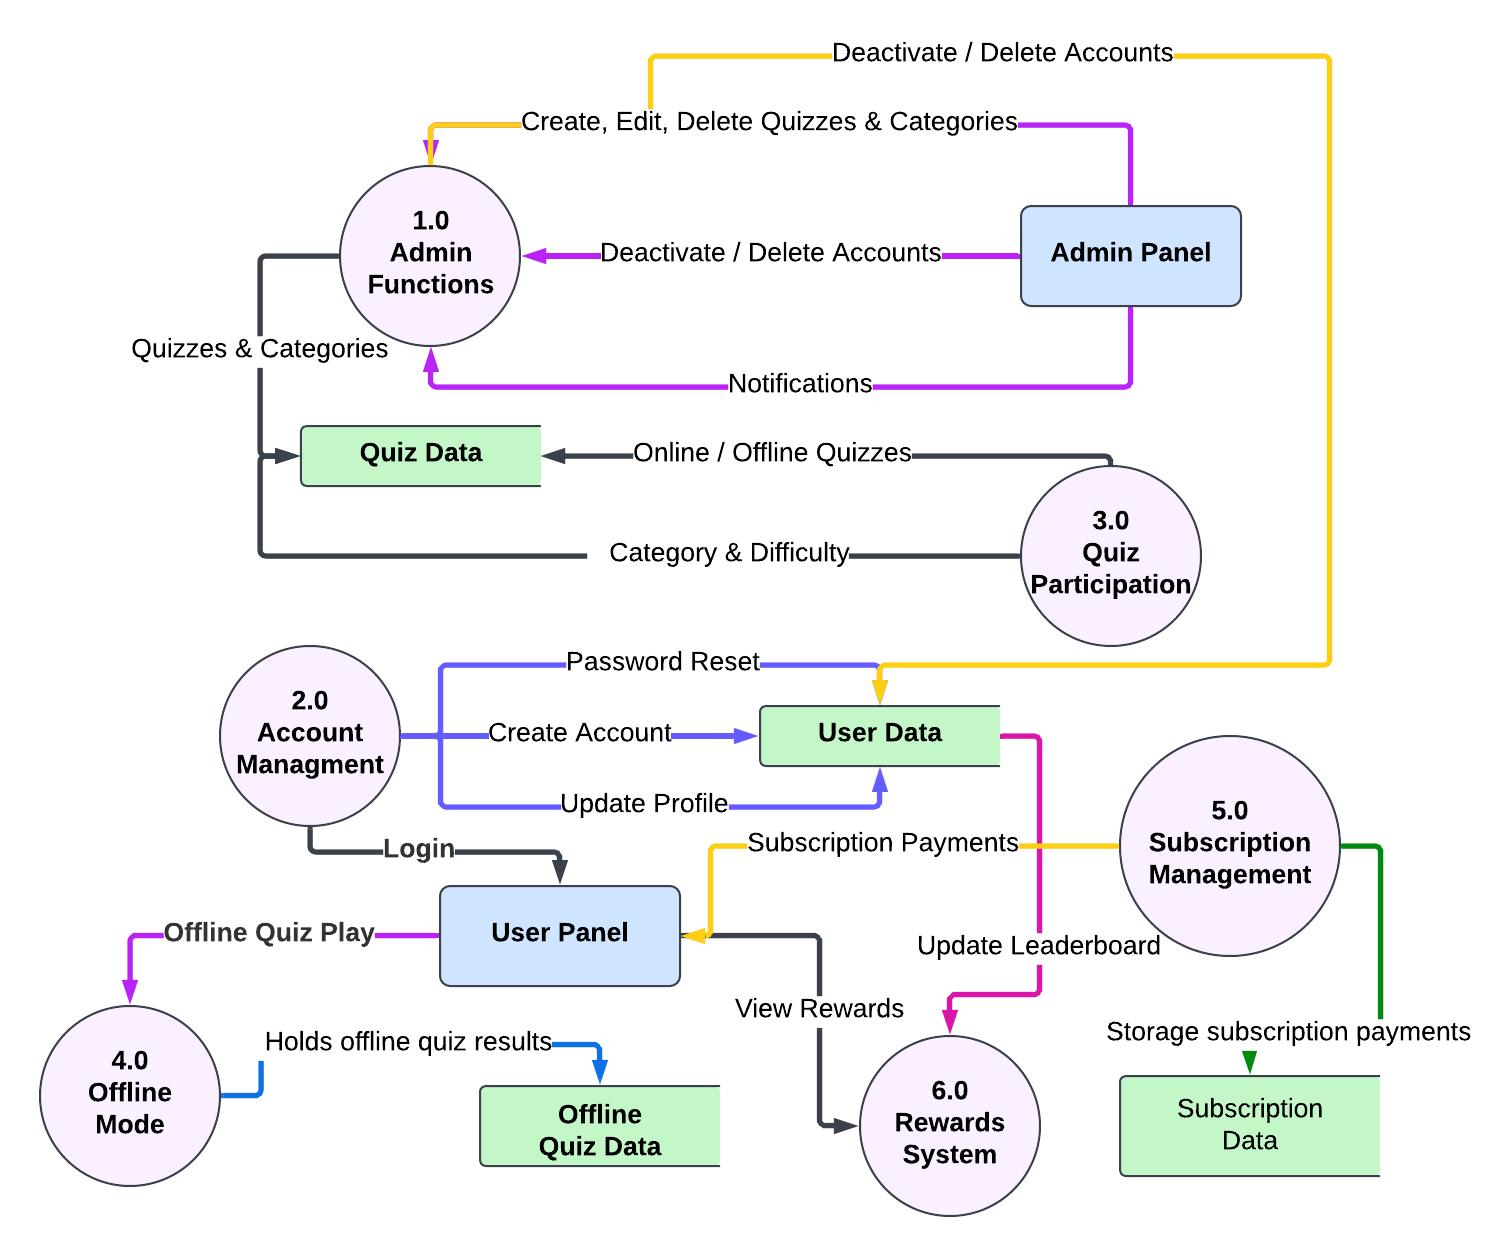 Deactivate / Delete Accounts
Create, Edit, Delete Quizzes & Categories
1.0
Admin
Functions
Deactivate / Delete Accounts
Admin Panel
Quizzes & Categories
Notifications
Quiz Data
Online / Offline Quizzes
3.0
Quiz
Participation
Category & Difficulty
2.0
Account
Managment
Password Reset
Create Account
User Data
Update Profile
5.0
Subscription
Management
Login
Subscription Payments
Offline Quiz Play
User Panel
Update Leaderboard
View Rewards
Storage subscription payments
4.0
Offline
Mode
Holds offline quiz results
Offline
Quiz Data
6.0
Rewards
System
Subscription
Data